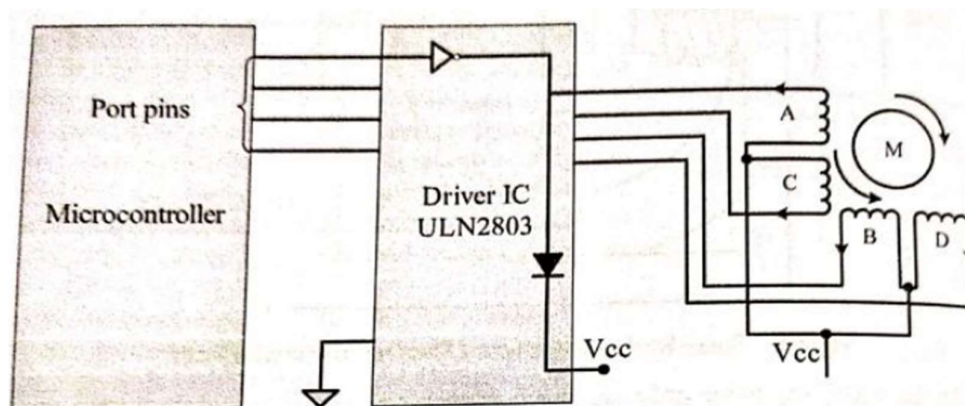 Port pins
Microcontroller
Driver IC
ULN2803
Vcc
A
C
B
D
M
Vcc